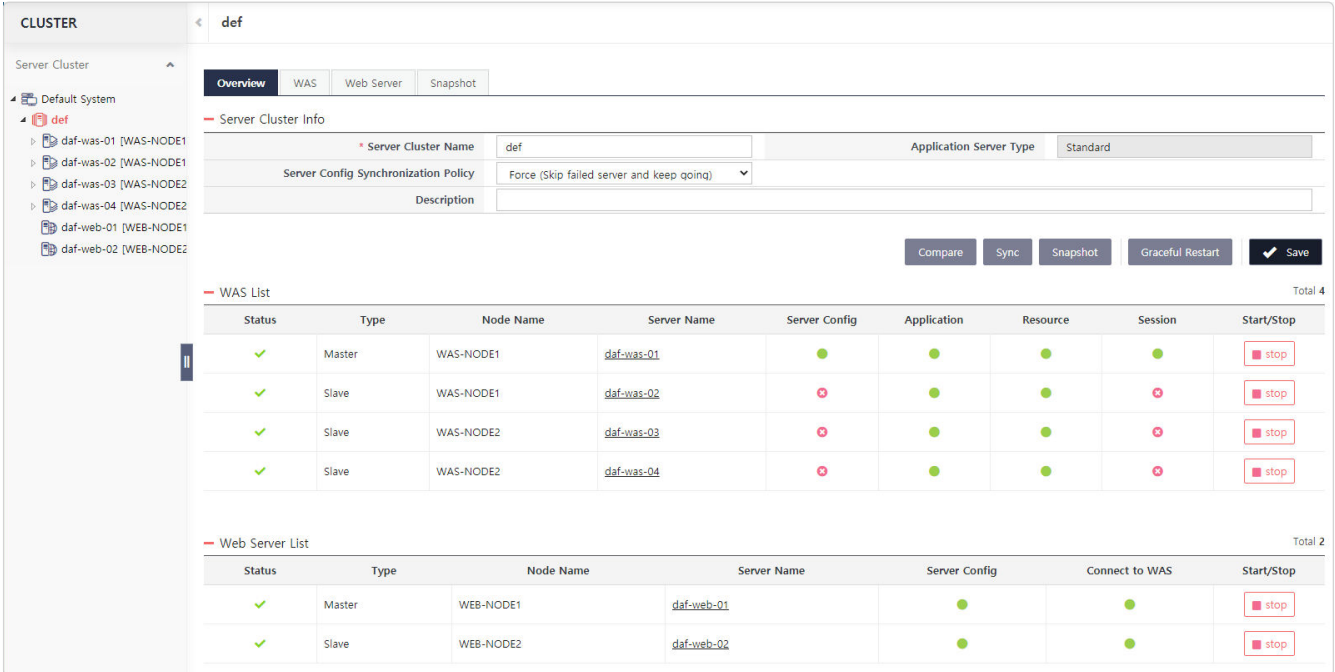 CLUSTER
def
Server Cluster
Default System
def
daf-was-01 [WAS-NODE1
daf-was-02 [WAS-NODE1
daf-was-03 [WAS-NODE2
daf-was-04 [WAS-NODE2
daf-web-01 [WEB-NODE1
daf-web-02 [WEB-NODE2
Overview WAS Web Server Snapshot
Server Cluster Info
* Server Cluster Name def Application Server Type Standard
Server Config Synchronization Policy Force (Skip failed server and keep going)
Description
Compare Sync Snapshot Graceful Restart Save
WAS List Total 4
Status Type Node Name Server Name Server Config Application Resource Session Start/Stop
Master WAS-NODE1 daf-was-01 stop
Slave WAS-NODE1 daf-was-02 stop
Slave WAS-NODE2 daf-was-03 stop
Slave WAS-NODE2 daf-was-04 stop
Web Server List Total 2
Status Type Node Name Server Name Server Config Connect to WAS Start/Stop
Master WEB-NODE1 daf-web-01 stop
Slave WEB-NODE2 daf-web-02 stop